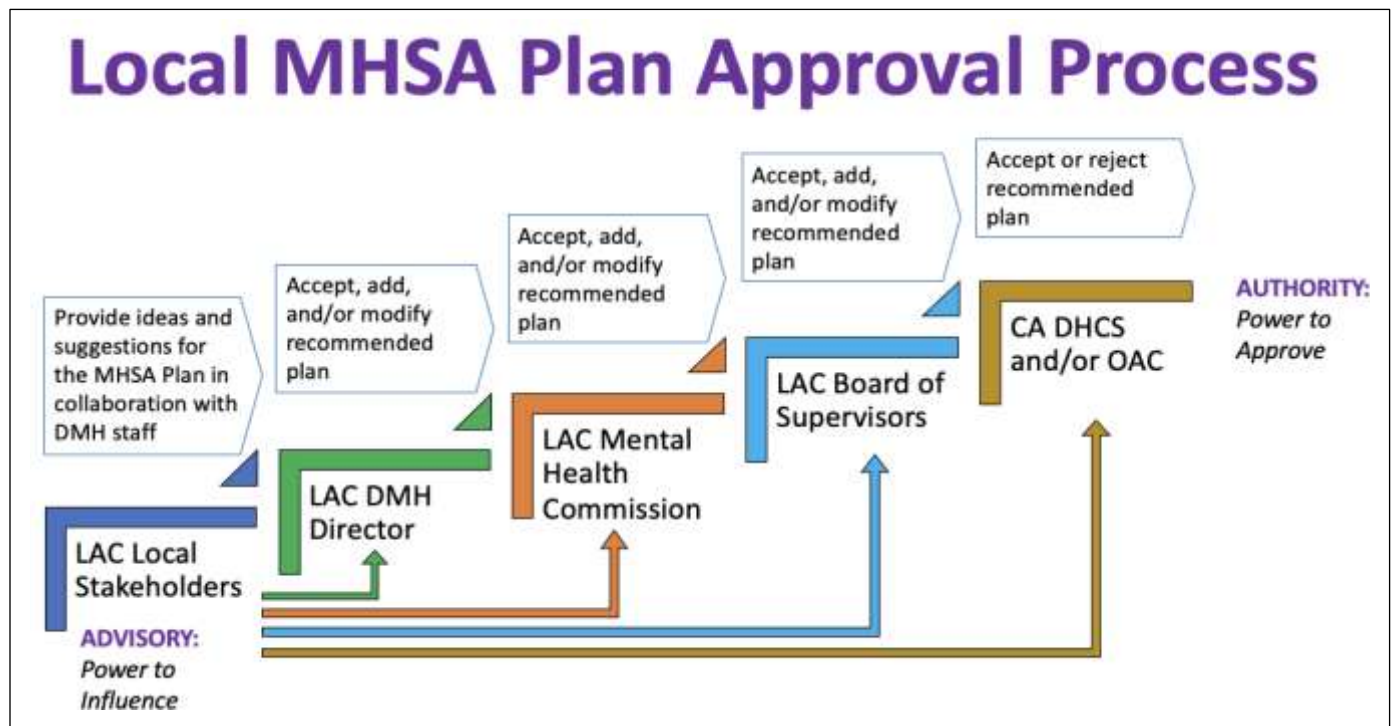 Local MHSA Plan Approval Process
Provide ideas and
suggestions for
the MHSA Plan in
collaboration with
DMH staff
Accept, add,
and/or modify
recommended
plan
Accept, add,
and/or modify
recommended
plan
Accept, add,
and/or modify
recommended
plan
Accept or reject
recommended
plan
LAC Local
Stakeholders
LAC DMH
Director
LAC Mental
Health
Commission
LAC Board of
Supervisors
CA DHCS
and/or OAC
AUTHORITY:
Power to
Approve
ADVISORY:
Power to
Influence